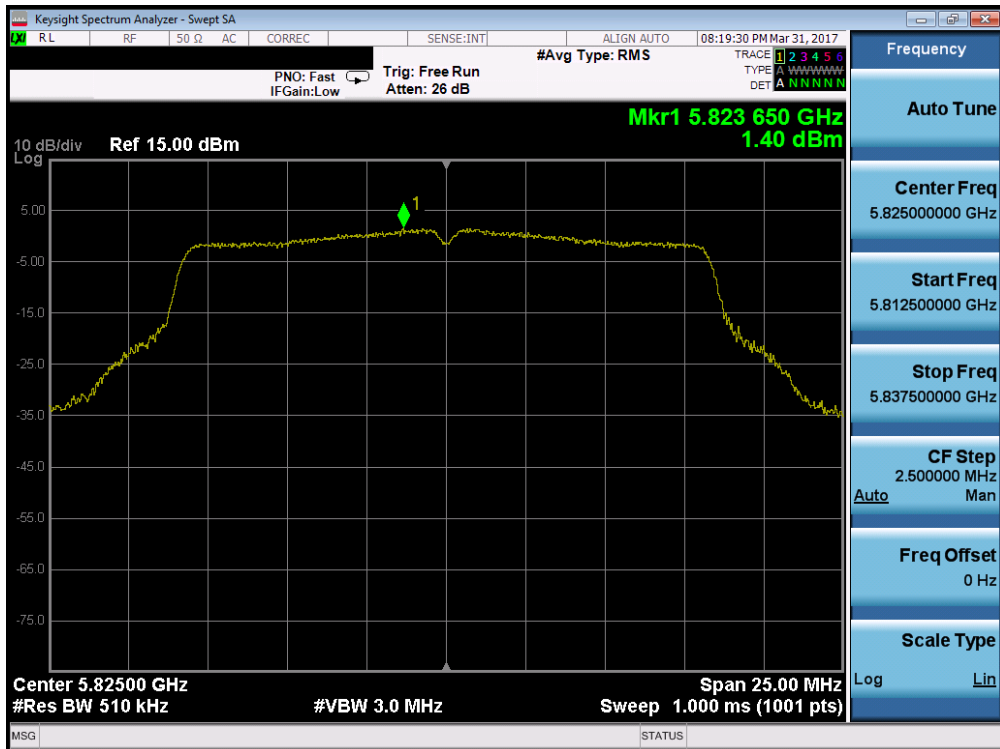 Keysight Spectrum Analyzer - Swept SA
LXI RL RF 50 Ω AC CORREC SENSE:INT ALIGN AUTO 08:19:30 PM Mar 31, 2017
#Avg Type: RMS
TRACE 1 2 3 4 5 6
TYPE A WWWWW
DET A N N N N N
PNO: Fast
IFGain:Low
Trig: Free Run
Atten: 26 dB
Mkr1 5.823 650 GHz
1.40 dBm
10 dB/div Ref 15.00 dBm
Log
1
5.00
-5.00
-15.0
-25.0
-35.0
-45.0
-55.0
-65.0
-75.0
Center 5.82500 GHz Span 25.00 MHz
#Res BW 510 kHz #VBW 3.0 MHz Sweep 1.000 ms (1001 pts)
MSG STATUS
Frequency
Auto Tune
Center Freq
5.825000000 GHz
Start Freq
5.812500000 GHz
Stop Freq
5.837500000 GHz
CF Step
2.500000 MHz
Auto Man
Freq Offset
0 Hz
Scale Type
Log Lin